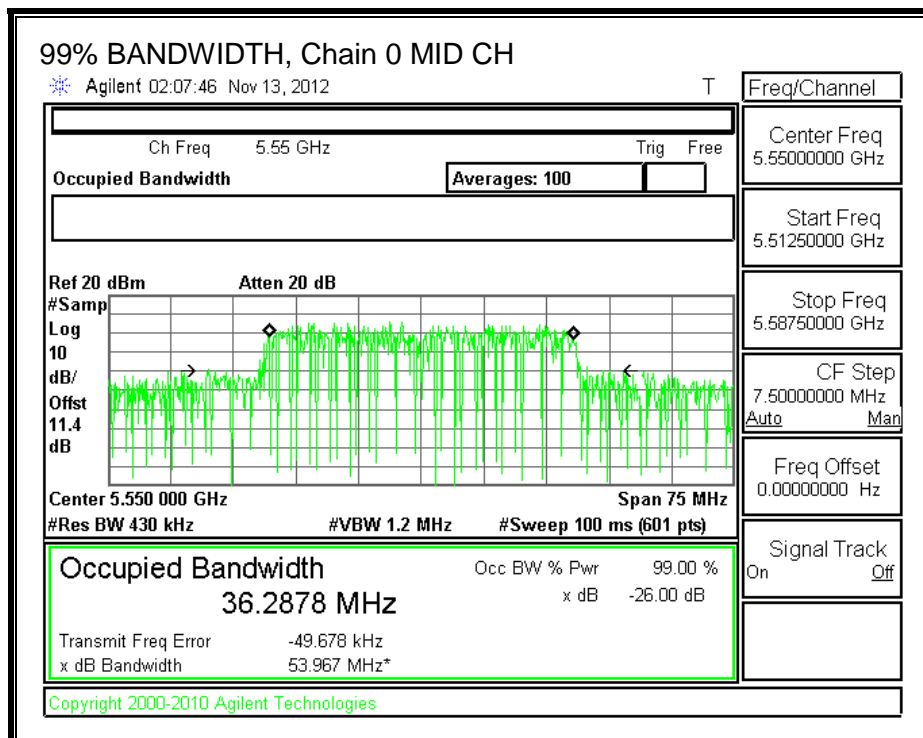 99% BANDWIDTH, Chain 0 MID CH
Agilent 02:07:46 Nov 13, 2012 T
Freq/Channel
Ch Freq 5.55 GHz Trig Free
Occupied Bandwidth Averages: 100
Center Freq
5.55000000 GHz
Start Freq
5.51250000 GHz
Stop Freq
5.58750000 GHz
CF Step
7.50000000 MHz
Auto Man
Freq Offset
0.00000000 Hz
Signal Track
On Off
Ref 20 dBm Atten 20 dB
#Samp
Log
10
dB/
Offst
11.4
dB
Center 5.550 000 GHz Span 75 MHz
#Res BW 430 kHz #VBW 1.2 MHz #Sweep 100 ms (601 pts)
Occupied Bandwidth Occ BW % Pwr 99.00 %
36.2878 MHz x dB -26.00 dB
Transmit Freq Error -49.678 kHz
x dB Bandwidth 53.967 MHz*
Copyright 2000-2010 Agilent Technologies